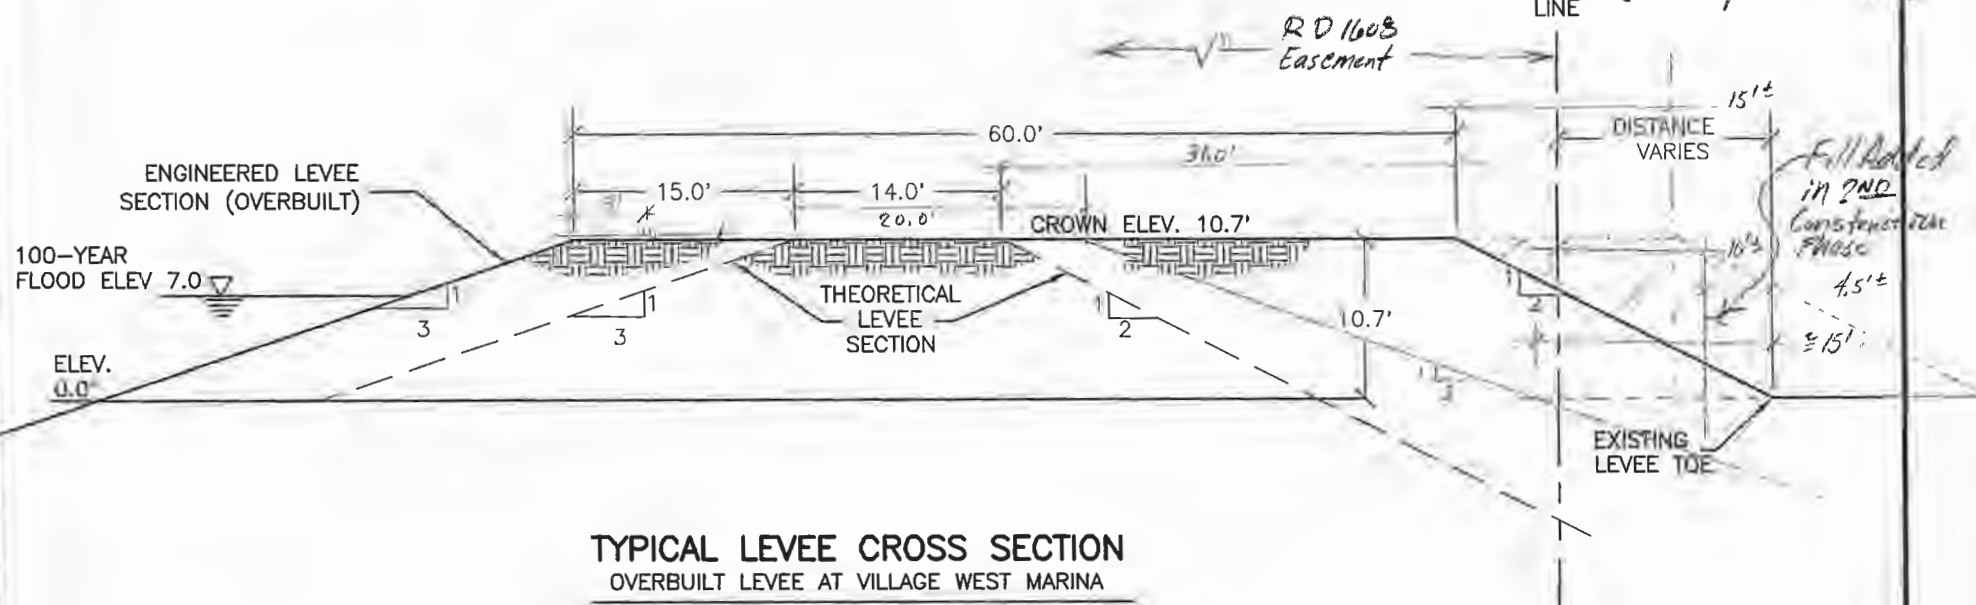 LINE
RD 1608
Easement
15'±
60.0'
DISTANCE
VARIES
31.0'
Fill Added
in 2ND
Construction
Phase
ENGINEERED LEVEE
SECTION (OVERBUILT)
15.0'
14.0'
20.0'
CROWN ELEV. 10.7'
100-YEAR
FLOOD ELEV 7.0
16'±
4.5'±
1
3
1
3
THEORETICAL
LEVEE
SECTION
1
2
10.7'
1
2
≅15'
ELEV.
0.0'
1
3
EXISTING
LEVEE TOE
TYPICAL LEVEE CROSS SECTION
OVERBUILT LEVEE AT VILLAGE WEST MARINA